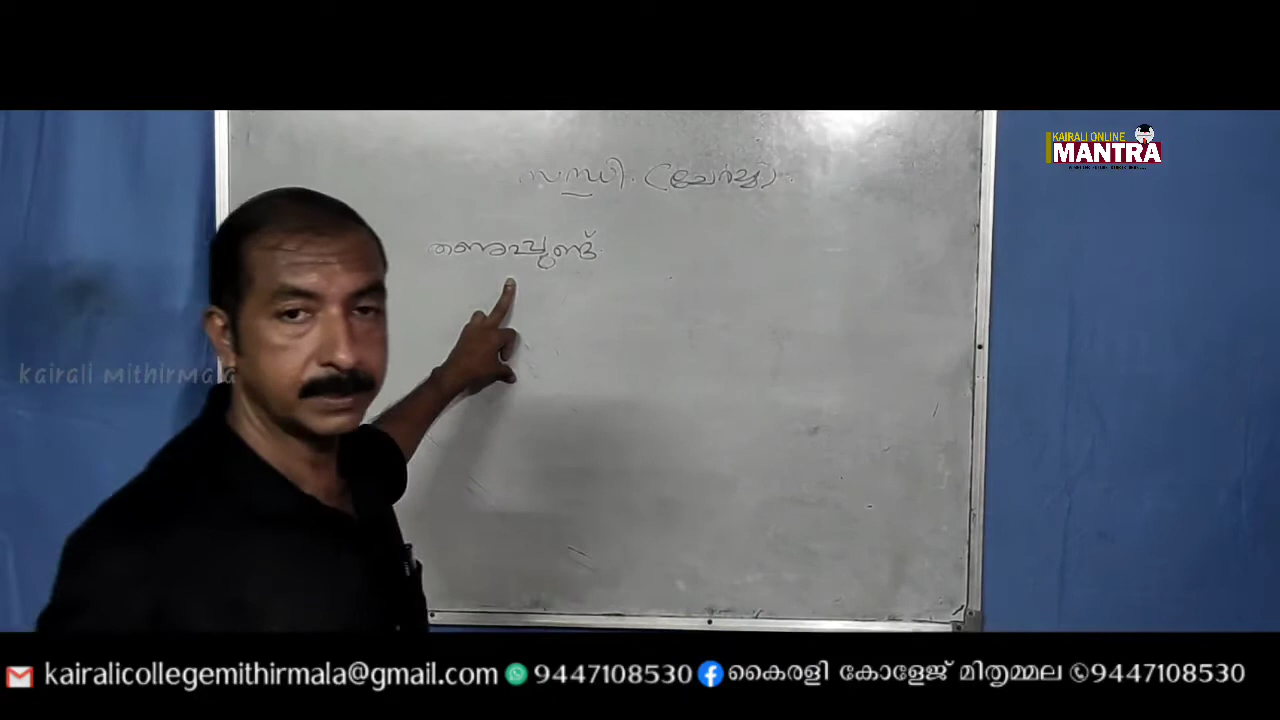 KAIRALI ONLINE
MANTRA
സന്ധി. (ചേർച്ച).
തണുപ്പുണ്ട്
kairali mithirmala
kairalicollegemithirmala@gmail.com 9447108530 കൈരളി കോളേജ് മിതൃമ്മല 9447108530